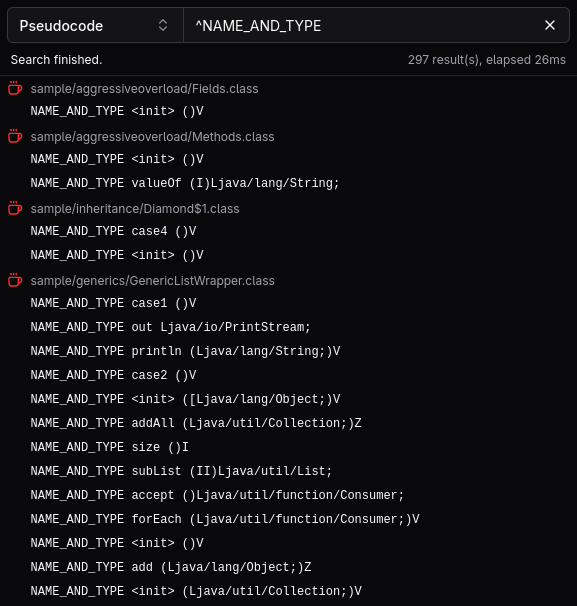 Pseudocode ^NAME_AND_TYPE
Search finished. 297 result(s), elapsed 26ms
sample/aggressiveoverload/Fields.class
NAME_AND_TYPE <init> ()V
sample/aggressiveoverload/Methods.class
NAME_AND_TYPE <init> ()V
NAME_AND_TYPE valueOf (I)Ljava/lang/String;
sample/inheritance/Diamond$1.class
NAME_AND_TYPE case4 ()V
NAME_AND_TYPE <init> ()V
sample/generics/GenericListWrapper.class
NAME_AND_TYPE case1 ()V
NAME_AND_TYPE out Ljava/io/PrintStream;
NAME_AND_TYPE println (Ljava/lang/String;)V
NAME_AND_TYPE case2 ()V
NAME_AND_TYPE <init> ([Ljava/lang/Object;)V
NAME_AND_TYPE addAll (Ljava/util/Collection;)Z
NAME_AND_TYPE size ()I
NAME_AND_TYPE subList (II)Ljava/util/List;
NAME_AND_TYPE accept ()Ljava/util/function/Consumer;
NAME_AND_TYPE forEach (Ljava/util/function/Consumer;)V
NAME_AND_TYPE <init> ()V
NAME_AND_TYPE add (Ljava/lang/Object;)Z
NAME_AND_TYPE <init> (Ljava/util/Collection;)V